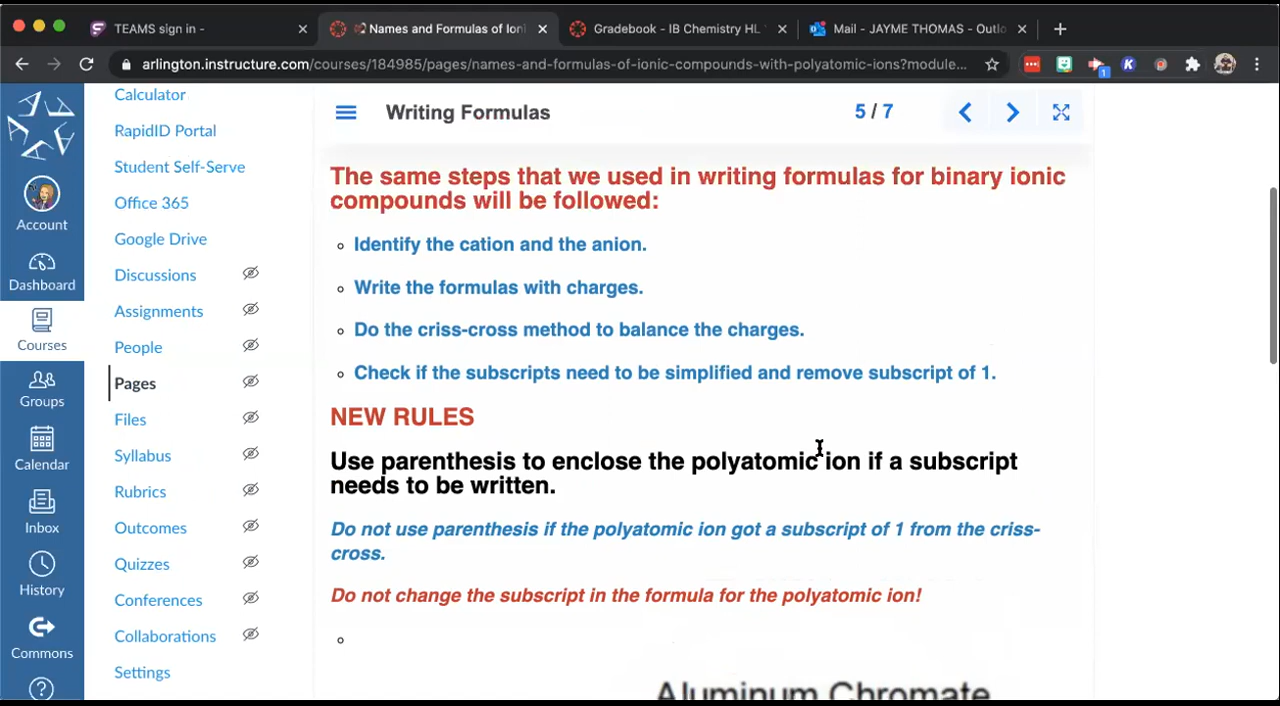 TEAMS sign in -
Names and Formulas of Ioni
Gradebook - IB Chemistry HL
Mail - JAYME THOMAS - Outlo
arlington.instructure.com/courses/184985/pages/names-and-formulas-of-ionic-compounds-with-polyatomic-ions?module...
1
K
Account
Dashboard
Courses
Groups
Calendar
Inbox
History
Commons
Calculator
RapidID Portal
Student Self-Serve
Office 365
Google Drive
Discussions
Assignments
People
Pages
Files
Syllabus
Rubrics
Outcomes
Quizzes
Conferences
Collaborations
Settings
Writing Formulas
5 / 7
The same steps that we used in writing formulas for binary ionic
compounds will be followed:
Identify the cation and the anion.
Write the formulas with charges.
Do the criss-cross method to balance the charges.
Check if the subscripts need to be simplified and remove subscript of 1.
NEW RULES
Use parenthesis to enclose the polyatomic ion if a subscript
needs to be written.
Do not use parenthesis if the polyatomic ion got a subscript of 1 from the criss-
cross.
Do not change the subscript in the formula for the polyatomic ion!
Aluminum Chromate